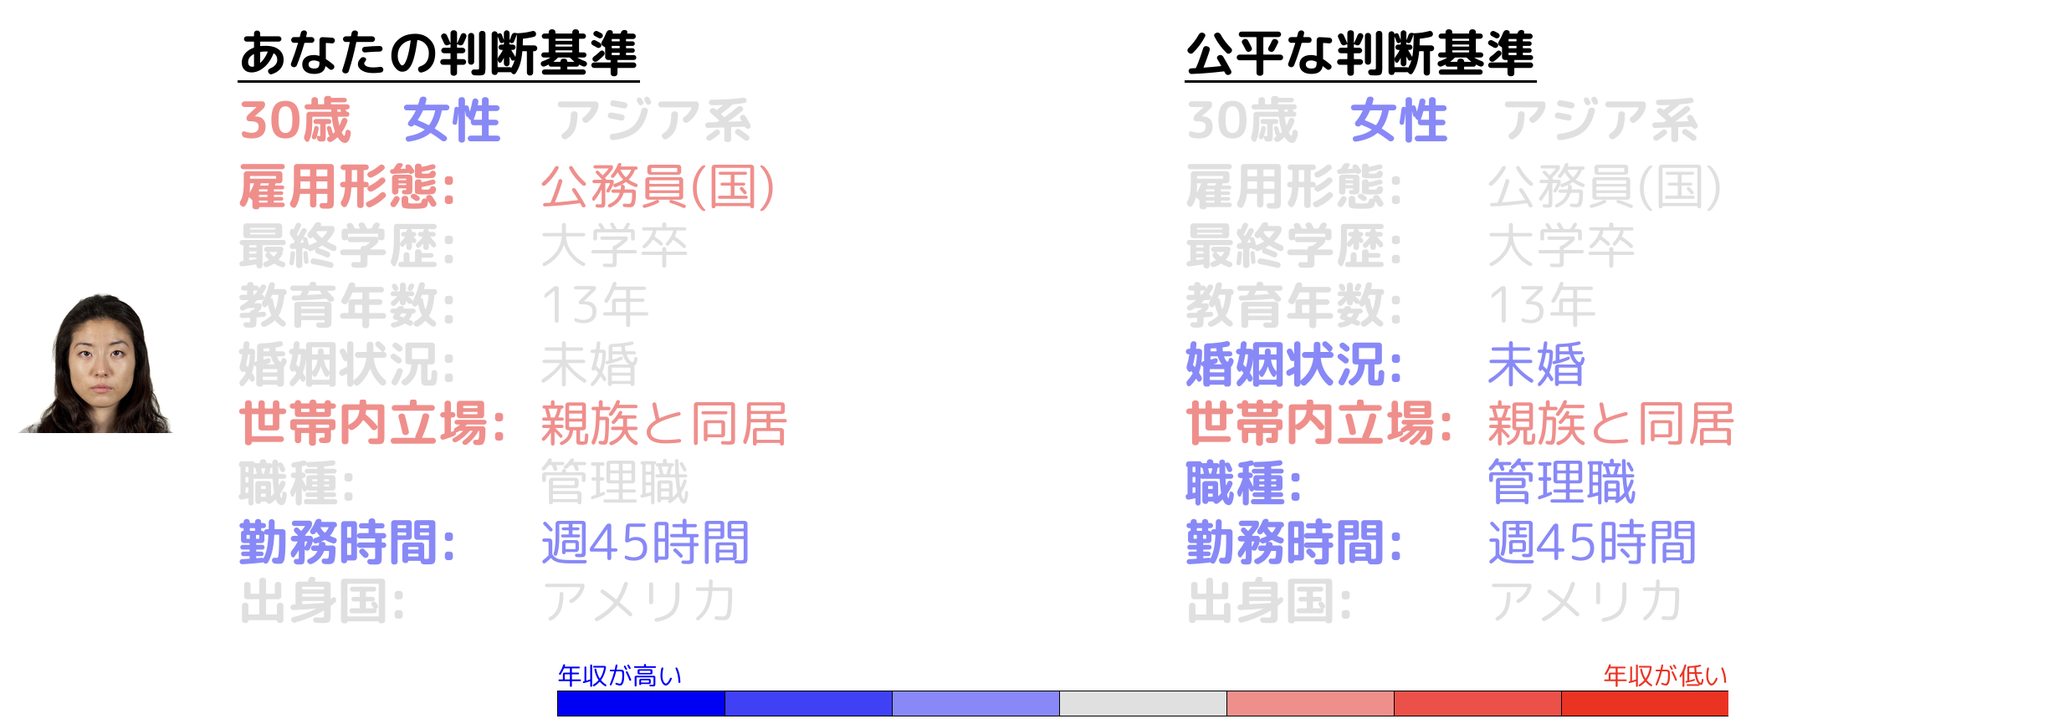 あなたの判断基準
30歳 女性 アジア系
雇用形態: 公務員(国)
最終学歴: 大学卒
教育年数: 13年
婚姻状況: 未婚
世帯内立場: 親族と同居
職種: 管理職
勤務時間: 週45時間
出身国: アメリカ
公平な判断基準
30歳 女性 アジア系
雇用形態: 公務員(国)
最終学歴: 大学卒
教育年数: 13年
婚姻状況: 未婚
世帯内立場: 親族と同居
職種: 管理職
勤務時間: 週45時間
出身国: アメリカ
年収が高い
年収が低い